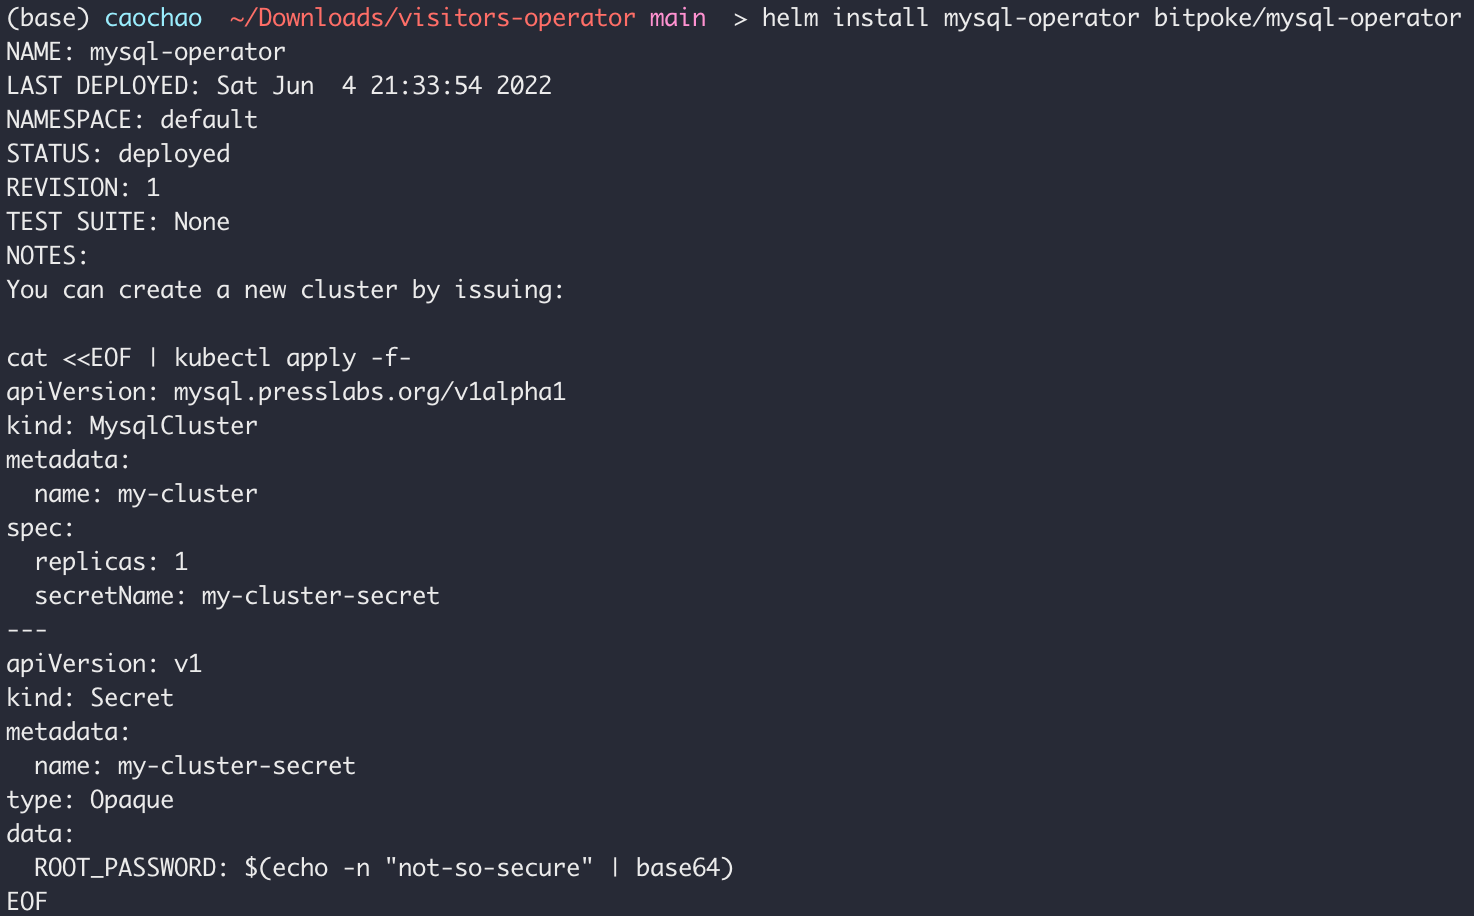 (base) caochao  ~/Downloads/visitors-operator main  > helm install mysql-operator bitpoke/mysql-operator
NAME: mysql-operator
LAST DEPLOYED: Sat Jun  4 21:33:54 2022
NAMESPACE: default
STATUS: deployed
REVISION: 1
TEST SUITE: None
NOTES:
You can create a new cluster by issuing:

cat <<EOF | kubectl apply -f-
apiVersion: mysql.presslabs.org/v1alpha1
kind: MysqlCluster
metadata:
  name: my-cluster
spec:
  replicas: 1
  secretName: my-cluster-secret
---
apiVersion: v1
kind: Secret
metadata:
  name: my-cluster-secret
type: Opaque
data:
  ROOT_PASSWORD: $(echo -n "not-so-secure" | base64)
EOF